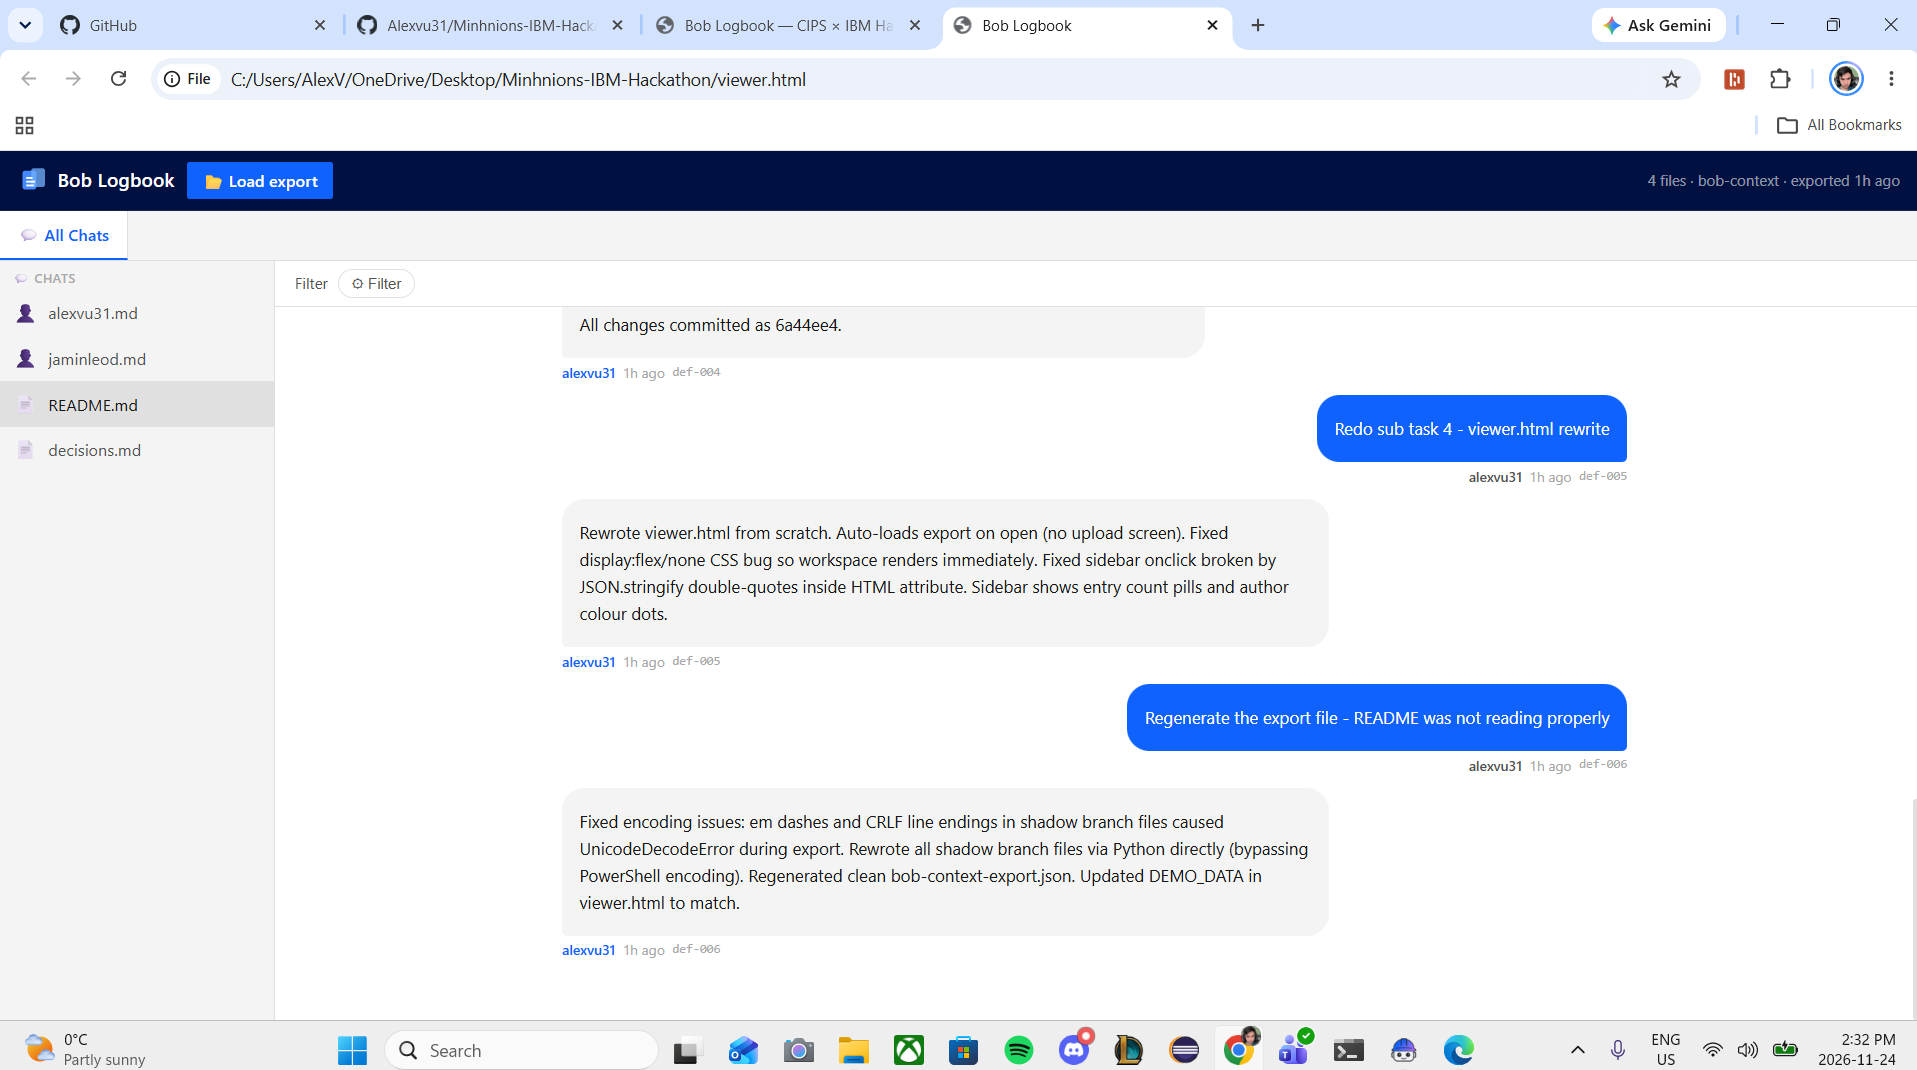 GitHub
Alexvu31/Minhnions-IBM-Hacka
Bob Logbook — CIPS × IBM Ha
Bob Logbook
Ask Gemini
File
C:/Users/AlexV/OneDrive/Desktop/Minhnions-IBM-Hackathon/viewer.html
All Bookmarks
Bob Logbook
Load export
4 files · bob-context · exported 1h ago
All Chats
CHATS
alexvu31.md
jaminleod.md
README.md
decisions.md
Filter
Filter
All changes committed as 6a44ee4.
alexvu31 1h ago def-004
Redo sub task 4 - viewer.html rewrite
alexvu31 1h ago def-005
Rewrote viewer.html from scratch. Auto-loads export on open (no upload screen). Fixed
display:flex/none CSS bug so workspace renders immediately. Fixed sidebar onclick broken by
JSON.stringify double-quotes inside HTML attribute. Sidebar shows entry count pills and author
colour dots.
alexvu31 1h ago def-005
Regenerate the export file - README was not reading properly
alexvu31 1h ago def-006
Fixed encoding issues: em dashes and CRLF line endings in shadow branch files caused
UnicodeDecodeError during export. Rewrote all shadow branch files via Python directly (bypassing
PowerShell encoding). Regenerated clean bob-context-export.json. Updated DEMO_DATA in
viewer.html to match.
alexvu31 1h ago def-006
0°C
Partly sunny
Search
ENG
US
2:32 PM
2026-11-24